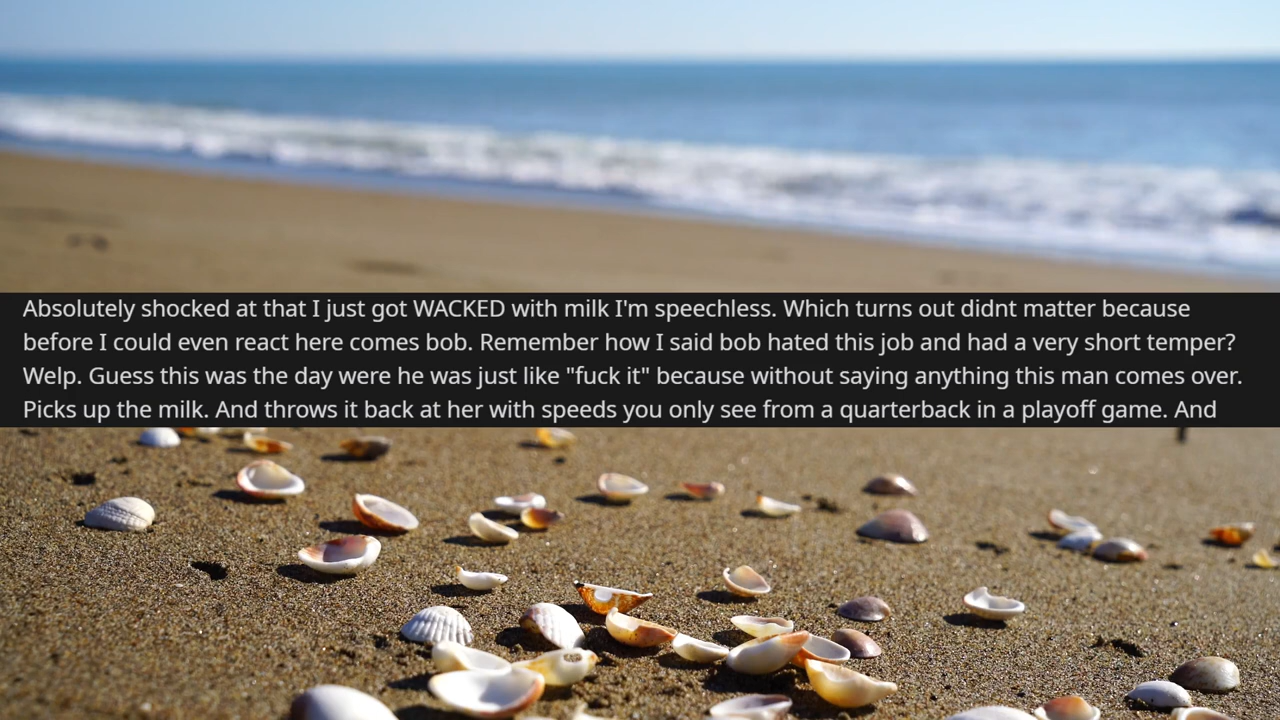 Absolutely shocked at that I just got WACKED with milk I'm speechless. Which turns out didnt matter because
before I could even react here comes bob. Remember how I said bob hated this job and had a very short temper?
Welp. Guess this was the day were he was just like "fuck it" because without saying anything this man comes over.
Picks up the milk. And throws it back at her with speeds you only see from a quarterback in a playoff game. And